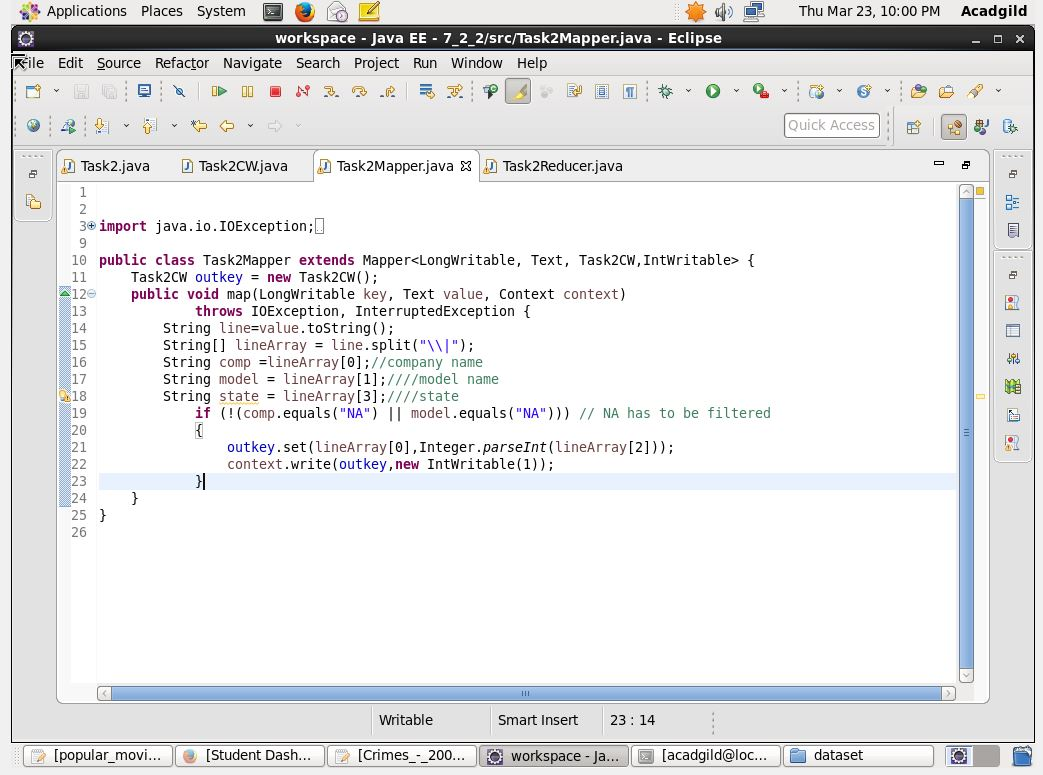 Applications Places System Thu Mar 23, 10:00 PM Acadgild
workspace - Java EE - 7_2_2/src/Task2Mapper.java - Eclipse
File Edit Source Refactor Navigate Search Project Run Window Help
Quick Access
Task2.java Task2CW.java Task2Mapper.java Task2Reducer.java
1
2
3 import java.io.IOException;
9
10 public class Task2Mapper extends Mapper<LongWritable, Text, Task2CW,IntWritable> {
11 Task2CW outkey = new Task2CW();
12 public void map(LongWritable key, Text value, Context context)
13 throws IOException, InterruptedException {
14 String line=value.toString();
15 String[] lineArray = line.split("\\|");
16 String comp =lineArray[0];//company name
17 String model = lineArray[1];////model name
18 String state = lineArray[3];////state
19 if (!(comp.equals("NA") || model.equals("NA"))) // NA has to be filtered
20 {
21 outkey.set(lineArray[0],Integer.parseInt(lineArray[2]));
22 context.write(outkey,new IntWritable(1));
23 }
24 }
25 }
26
Writable Smart Insert 23 : 14
[popular_movi... [Student Dash... [Crimes_-_200... workspace - Ja... [acadgild@loc... dataset